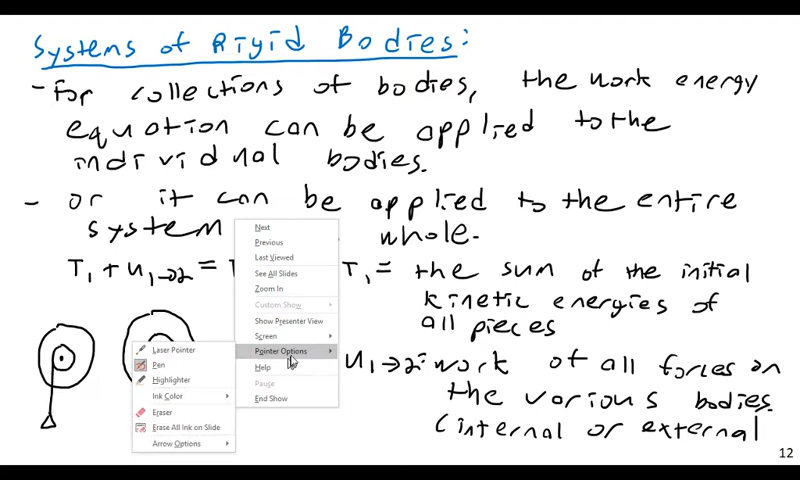 Systems of Rigid Bodies:
- For collections of bodies, the work energy
equation can be applied to the
individual bodies.
- or it can be applied to the entire
system whole.
T₁ + U₁→₂ = T T₁ = the sum of the initial
kinetic energies of
all pieces
U₁→₂ = work of all forces on
the various bodies.
(internal or external
Next
Previous
Last Viewed
See All Slides
Zoom In
Custom Show
Show Presenter View
Screen
Pointer Options
Help
Pause
End Show
Laser Pointer
Pen
Highlighter
Ink Color
Eraser
Erase All Ink on Slide
Arrow Options
12